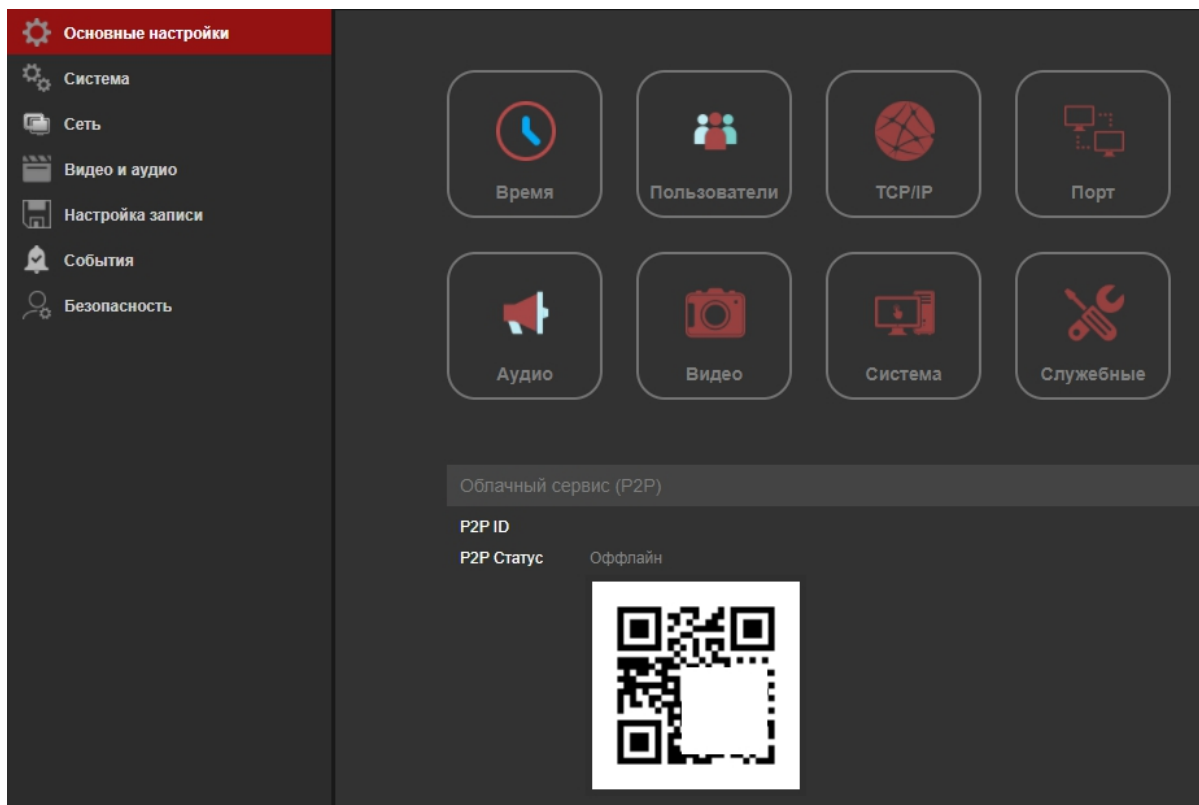 Основные настройки
Система
Сеть
Видео и аудио
Настройка записи
События
Безопасность
Время
Пользователи
TCP/IP
Порт
Аудио
Видео
Система
Служебные
Облачный сервис (P2P)
P2P ID
P2P Статус Оффлайн